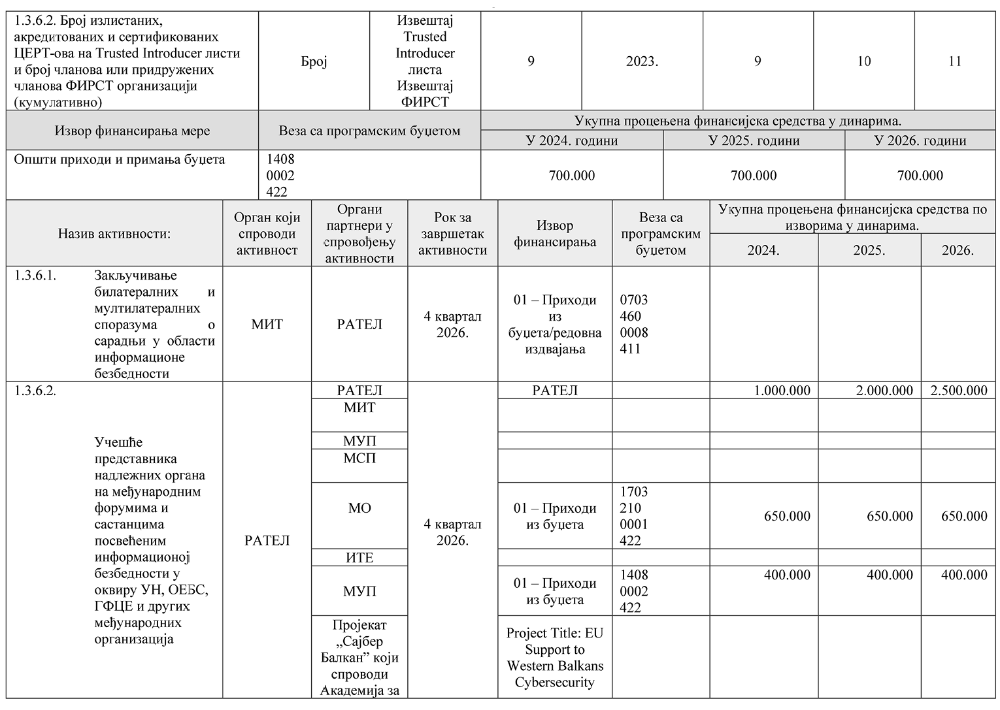 1.3.6.2. Број излистаних,
акредитованих и сертификованих
ЦЕРТ-ова на Trusted Introducer листи
и број чланова или придружених
чланова ФИРСТ организацији
(кумулативно)
Број
Извештај
Trusted
Introducer
листа
Извештај
ФИРСТ
9
2023.
9
10
11
Извор финансирања мере
Веза са програмским буџетом
Укупна процењена финансијска средства у динарима.
У 2024. години
У 2025. години
У 2026. години
Општи приходи и примања буџета
1408
0002
422
700.000
700.000
700.000
Назив активности:
Орган који
спроводи
активност
Органи
партнери у
спровођењу
активности
Рок за
завршетак
активности
Извор
финансирања
Веза са
програмским
буџетом
Укупна процењена финансијска средства по
изворима у динарима.
2024.
2025.
2026.
1.3.6.1.
Закључивање
билатералних и
мултилатералних
споразума о
сарадњи у области
информационе
безбедности
МИТ
РАТЕЛ
4 квартал
2026.
01 – Приходи
из
буџета/редовна
издвајања
0703
460
0008
411
1.3.6.2.
Учешће
представника
надлежних органа
на међународним
форумима и
састанцима
посвећеним
информационој
безбедности у
оквиру УН, ОЕБС,
ГФЦЕ и других
међународних
организација
РАТЕЛ
РАТЕЛ
4 квартал
2026.
РАТЕЛ
1.000.000
2.000.000
2.500.000
МИТ
МУП
МСП
МО
01 – Приходи
из буџета
1703
210
0001
422
650.000
650.000
650.000
ИТЕ
МУП
01 – Приходи
из буџета
1408
0002
422
400.000
400.000
400.000
Пројекат
„Сајбер
Балкан” који
спроводи
Академија за
Project Title: EU
Support to
Western Balkans
Cybersecurity